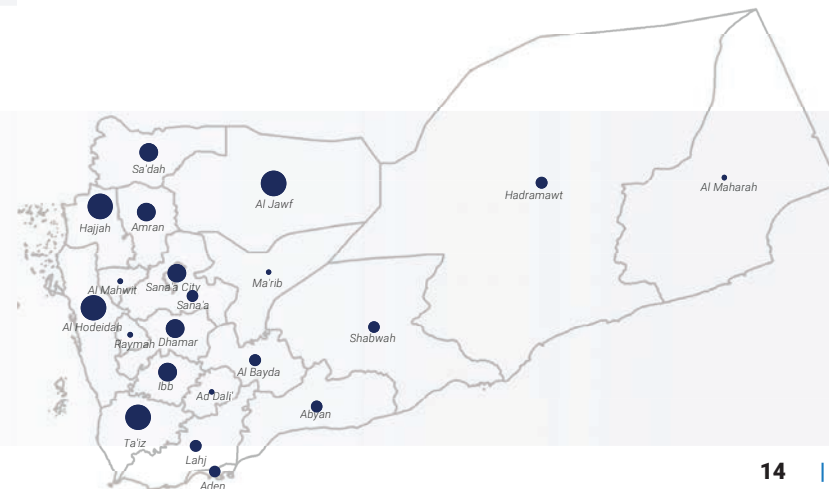 Sa'dah
Al Jawf
Hadramawt
Al Maharah
Hajjah
Amran
Al Mahwit
Sana'a City
Ma'rib
Sana'a
Al Hodeidah
Raymah
Dhamar
Shabwah
Al Bayda
Ibb
Ad Dali'
Abyan
Ta'iz
Lahj
Aden
14 |